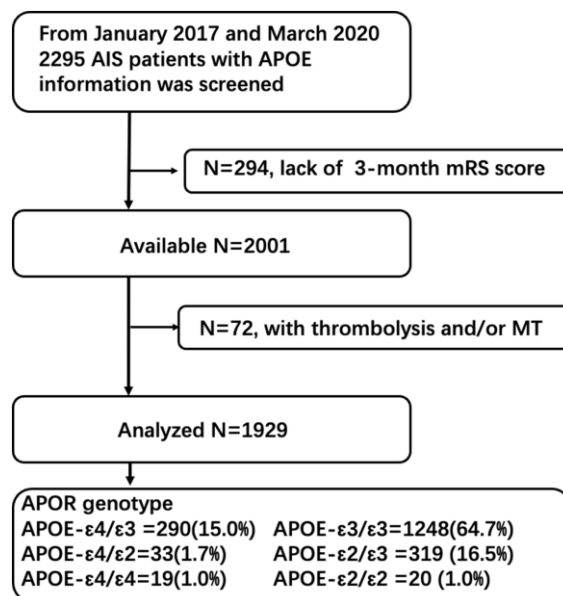 From January 2017 and March 2020
2295 AIS patients with APOE
information was screened
N=294, lack of  3-month mRS score
Available N=2001
N=72, with thrombolysis and/or MT
Analyzed N=1929
APOR genotype
APOE-ε4/ε3 =290(15.0%)   APOE-ε3/ε3=1248(64.7%)
APOE-ε4/ε2=33(1.7%)   APOE-ε2/ε3=319 (16.5%)
APOE-ε4/ε4=19(1.0%)   APOE-ε2/ε2 =20 (1.0%)